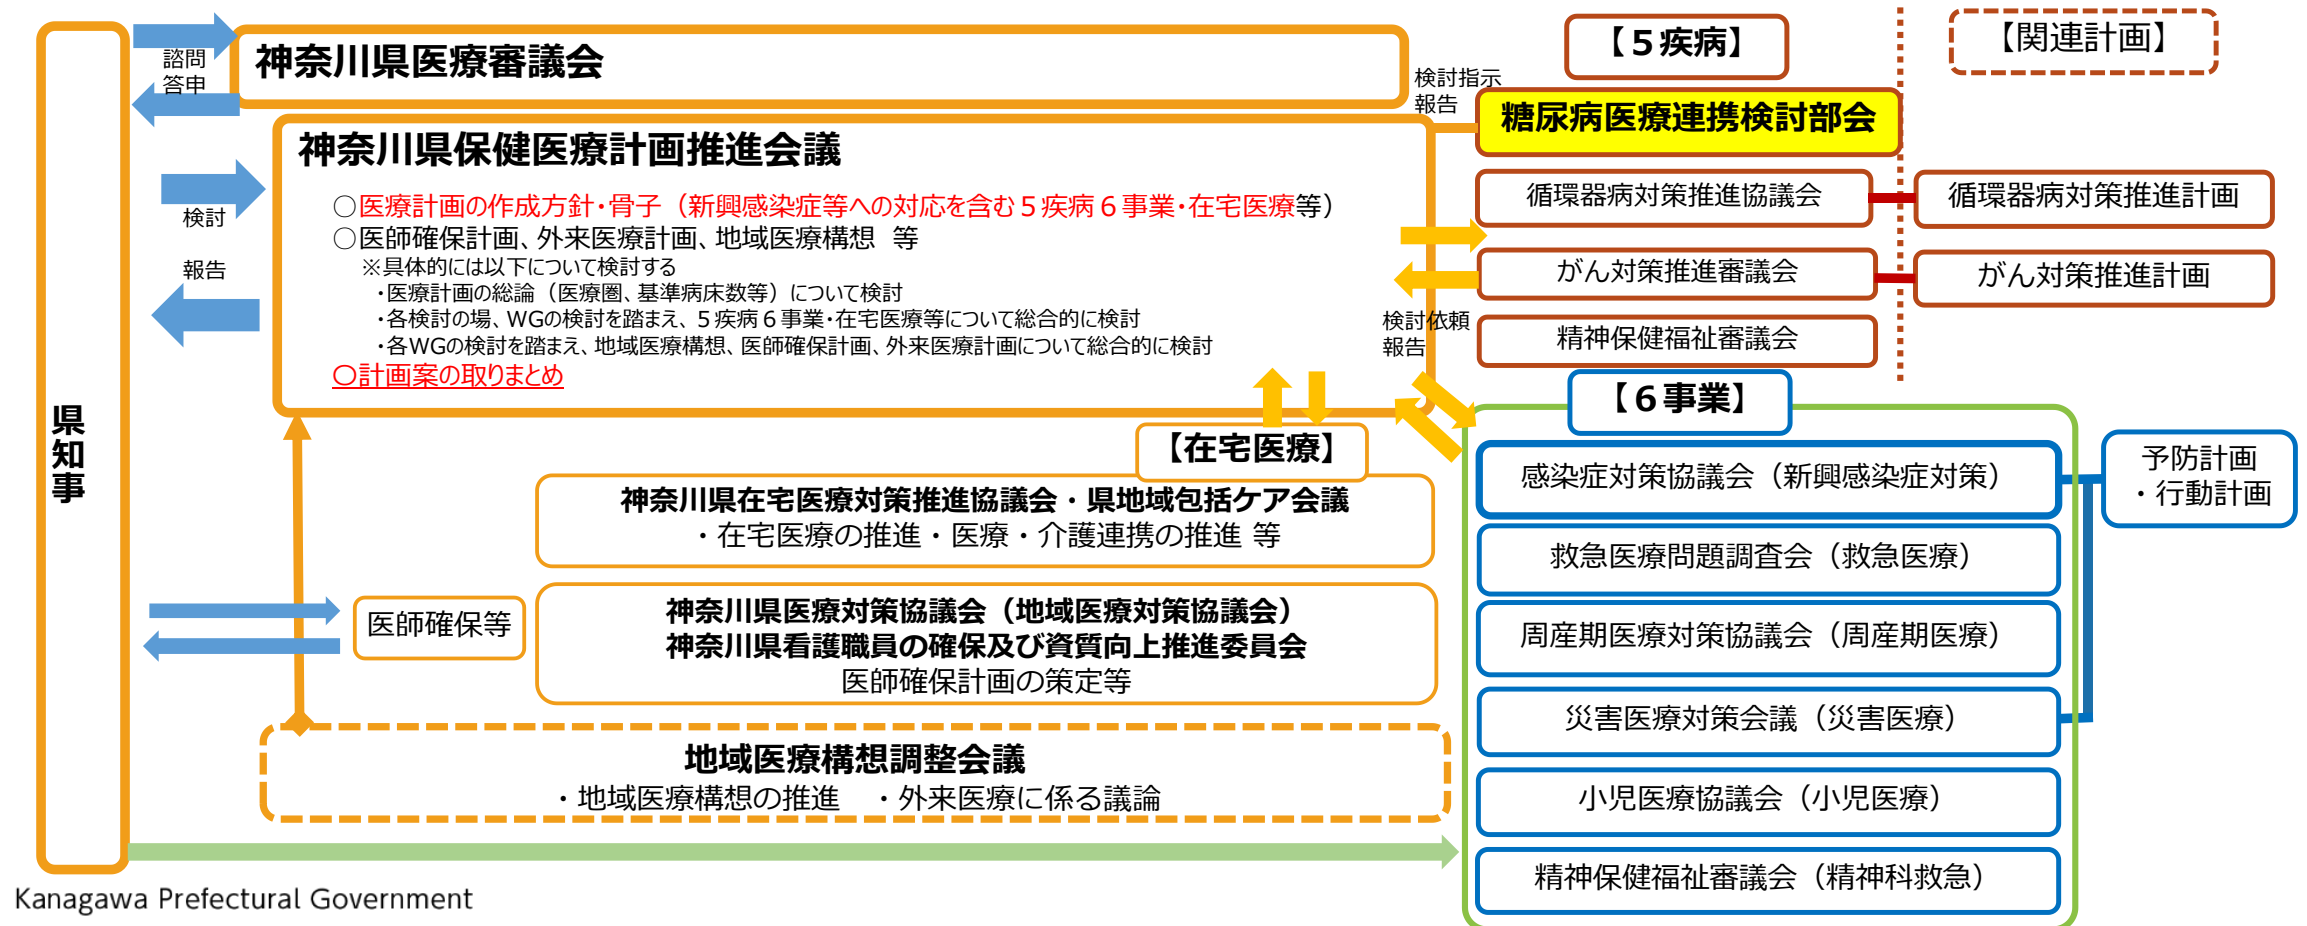 県知事
諮問
答申
神奈川県医療審議会
検討
報告
神奈川県保健医療計画推進会議
○医療計画の作成方針・骨子（新興感染症等への対応を含む５疾病６事業・在宅医療等）
○医師確保計画、外来医療計画、地域医療構想 等
※具体的には以下について検討する
・医療計画の総論（医療圏、基準病床数等）について検討
・各検討の場、WGの検討を踏まえ、５疾病６事業・在宅医療等について総合的に検討
・各WGの検討を踏まえ、地域医療構想、医師確保計画、外来医療計画について総合的に検討
〇計画案の取りまとめ
検討指示
報告
検討依頼
報告
【５疾病】
糖尿病医療連携検討部会
循環器病対策推進協議会
がん対策推進審議会
精神保健福祉審議会
【関連計画】
循環器病対策推進計画
がん対策推進計画
【在宅医療】
神奈川県在宅医療対策推進協議会・県地域包括ケア会議
・在宅医療の推進・医療・介護連携の推進 等
医師確保等
神奈川県医療対策協議会（地域医療対策協議会）
神奈川県看護職員の確保及び資質向上推進委員会
医師確保計画の策定等
地域医療構想調整会議
・地域医療構想の推進　・外来医療に係る議論
【６事業】
感染症対策協議会（新興感染症対策）
救急医療問題調査会（救急医療）
周産期医療対策協議会（周産期医療）
災害医療対策会議（災害医療）
小児医療協議会（小児医療）
精神保健福祉審議会（精神科救急）
予防計画
・行動計画
Kanagawa Prefectural Government